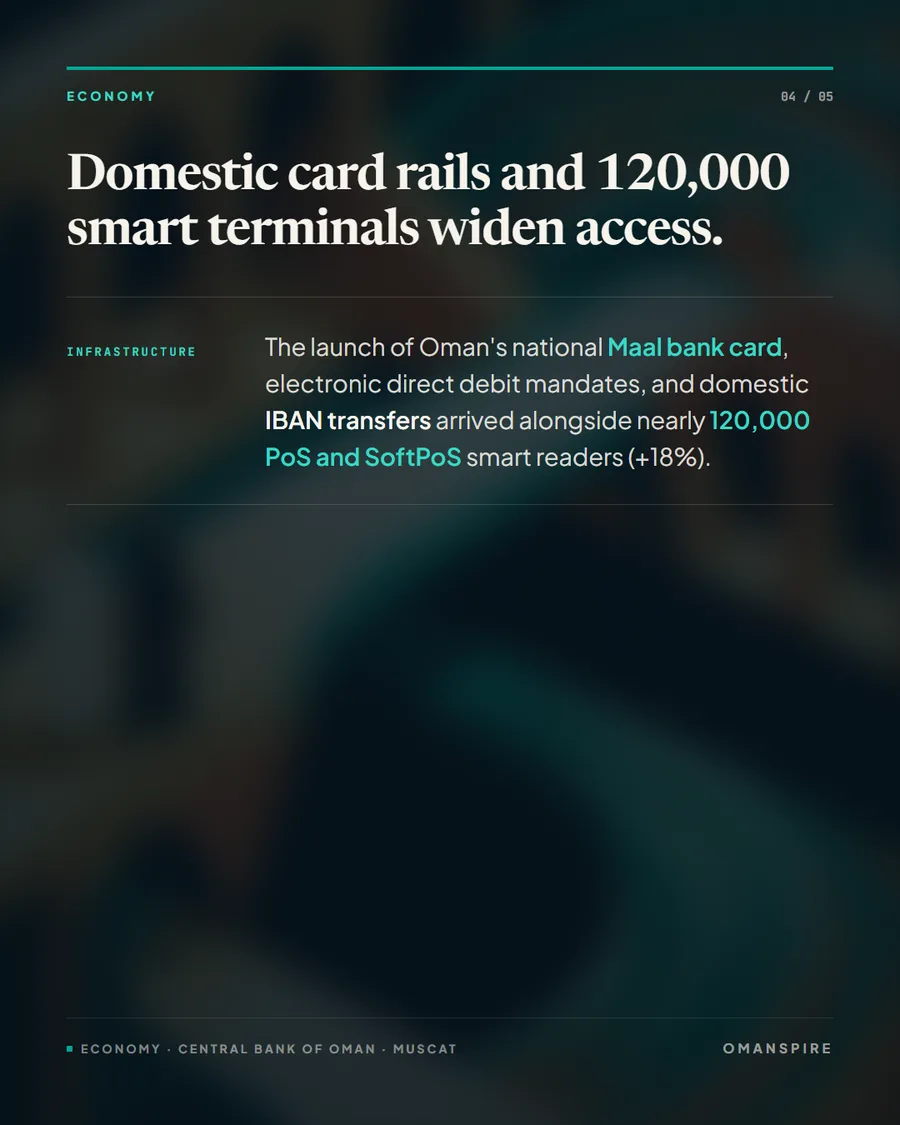 ECONOMY
04 / 05
Domestic card rails and 120,000
smart terminals widen access.
INFRASTRUCTURE
The launch of Oman's national Maal bank card,
electronic direct debit mandates, and domestic
IBAN transfers arrived alongside nearly 120,000
PoS and SoftPoS smart readers (+18%).
ECONOMY · CENTRAL BANK OF OMAN · MUSCAT
OMANSPIRE